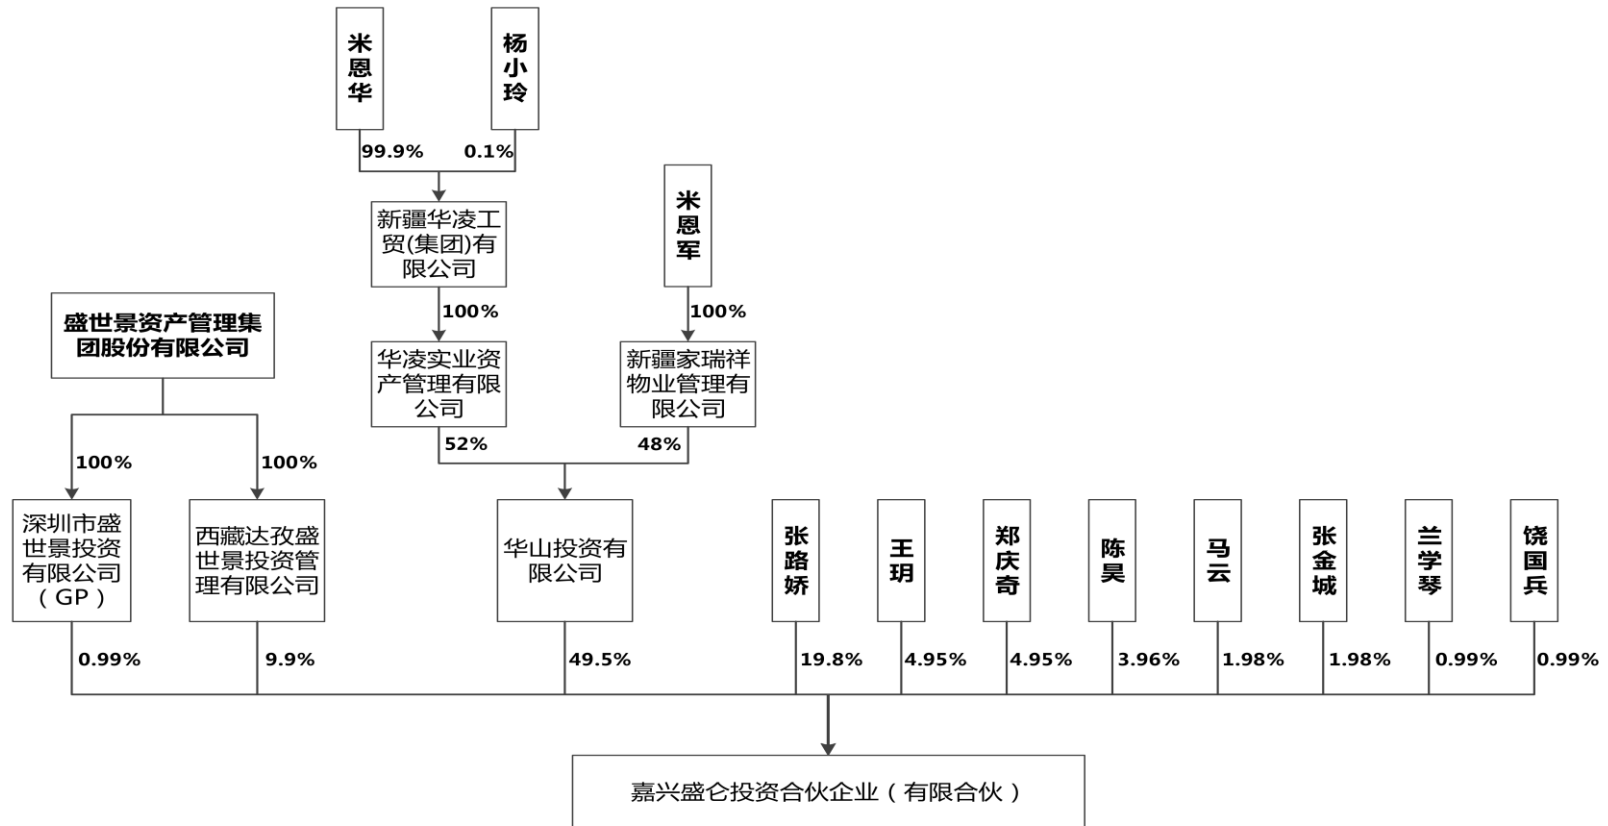 米恩华
杨小玲
99.9%
0.1%
新疆华凌工
贸(集团)有
限公司
米恩军
100%
100%
盛世景资产管理集
团股份有限公司
华凌实业资
产管理有限
公司
新疆家瑞祥
物业管理有
限公司
52%
48%
100%
100%
深圳市盛
世景投资
有限公司
（GP）
西藏达孜盛
世景投资管
理有限公司
华山投资有
限公司
张路娇
王玥
郑庆奇
陈昊
马云
张金城
兰学琴
饶国兵
0.99%
9.9%
49.5%
19.8%
4.95%
4.95%
3.96%
1.98%
1.98%
0.99%
0.99%
嘉兴盛仑投资合伙企业（有限合伙）